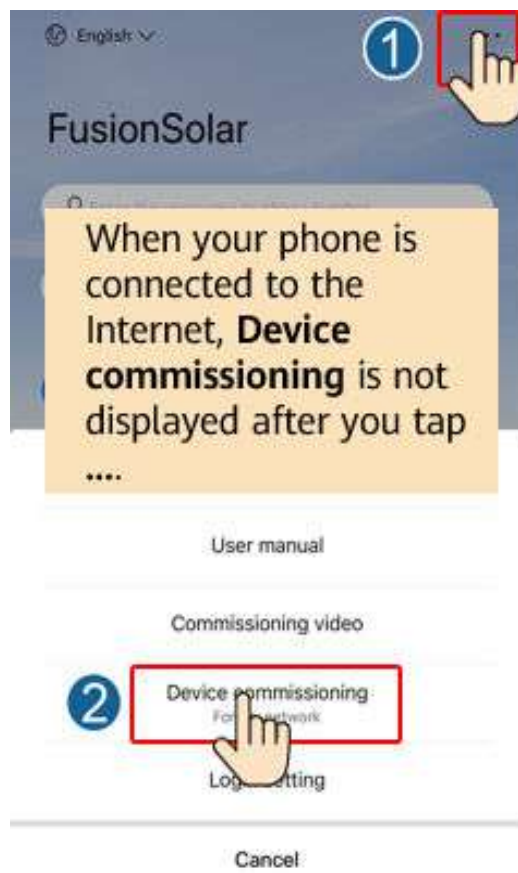 English
1
FusionSolar
When your phone is
connected to the
Internet, Device
commissioning is not
displayed after you tap
....
User manual
Commissioning video
2
Device commissioning
network
Cancel